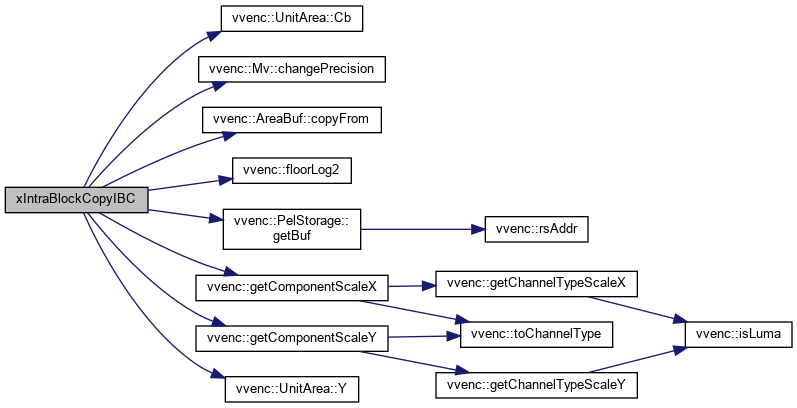 xIntraBlockCopyIBC
vvenc::UnitArea::Cb
vvenc::Mv::changePrecision
vvenc::AreaBuf::copyFrom
vvenc::floorLog2
vvenc::PelStorage::
getBuf
vvenc::rsAddr
vvenc::getComponentScaleX
vvenc::getChannelTypeScaleX
vvenc::getComponentScaleY
vvenc::toChannelType
vvenc::isLuma
vvenc::getChannelTypeScaleY
vvenc::UnitArea::Y